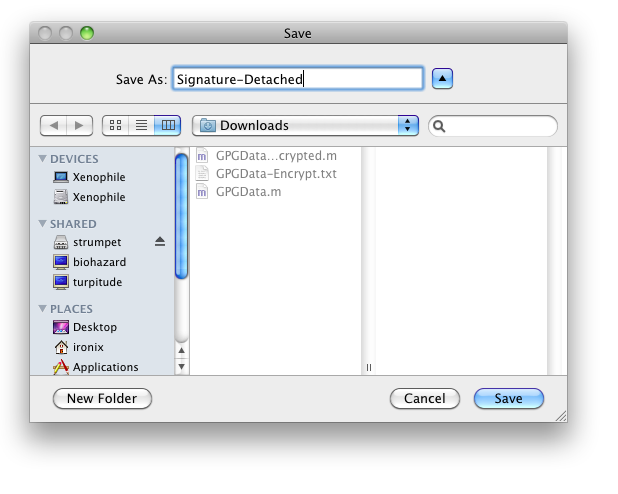 Save
Save As: Signature-Detached
Downloads
DEVICES
Xenophile
Xenophile
SHARED
strumpet
biohazard
turpitude
PLACES
Desktop
ironix
Applications
GPGData...crypted.m
GPGData-Encrypt.txt
GPGData.m
New Folder
Cancel
Save